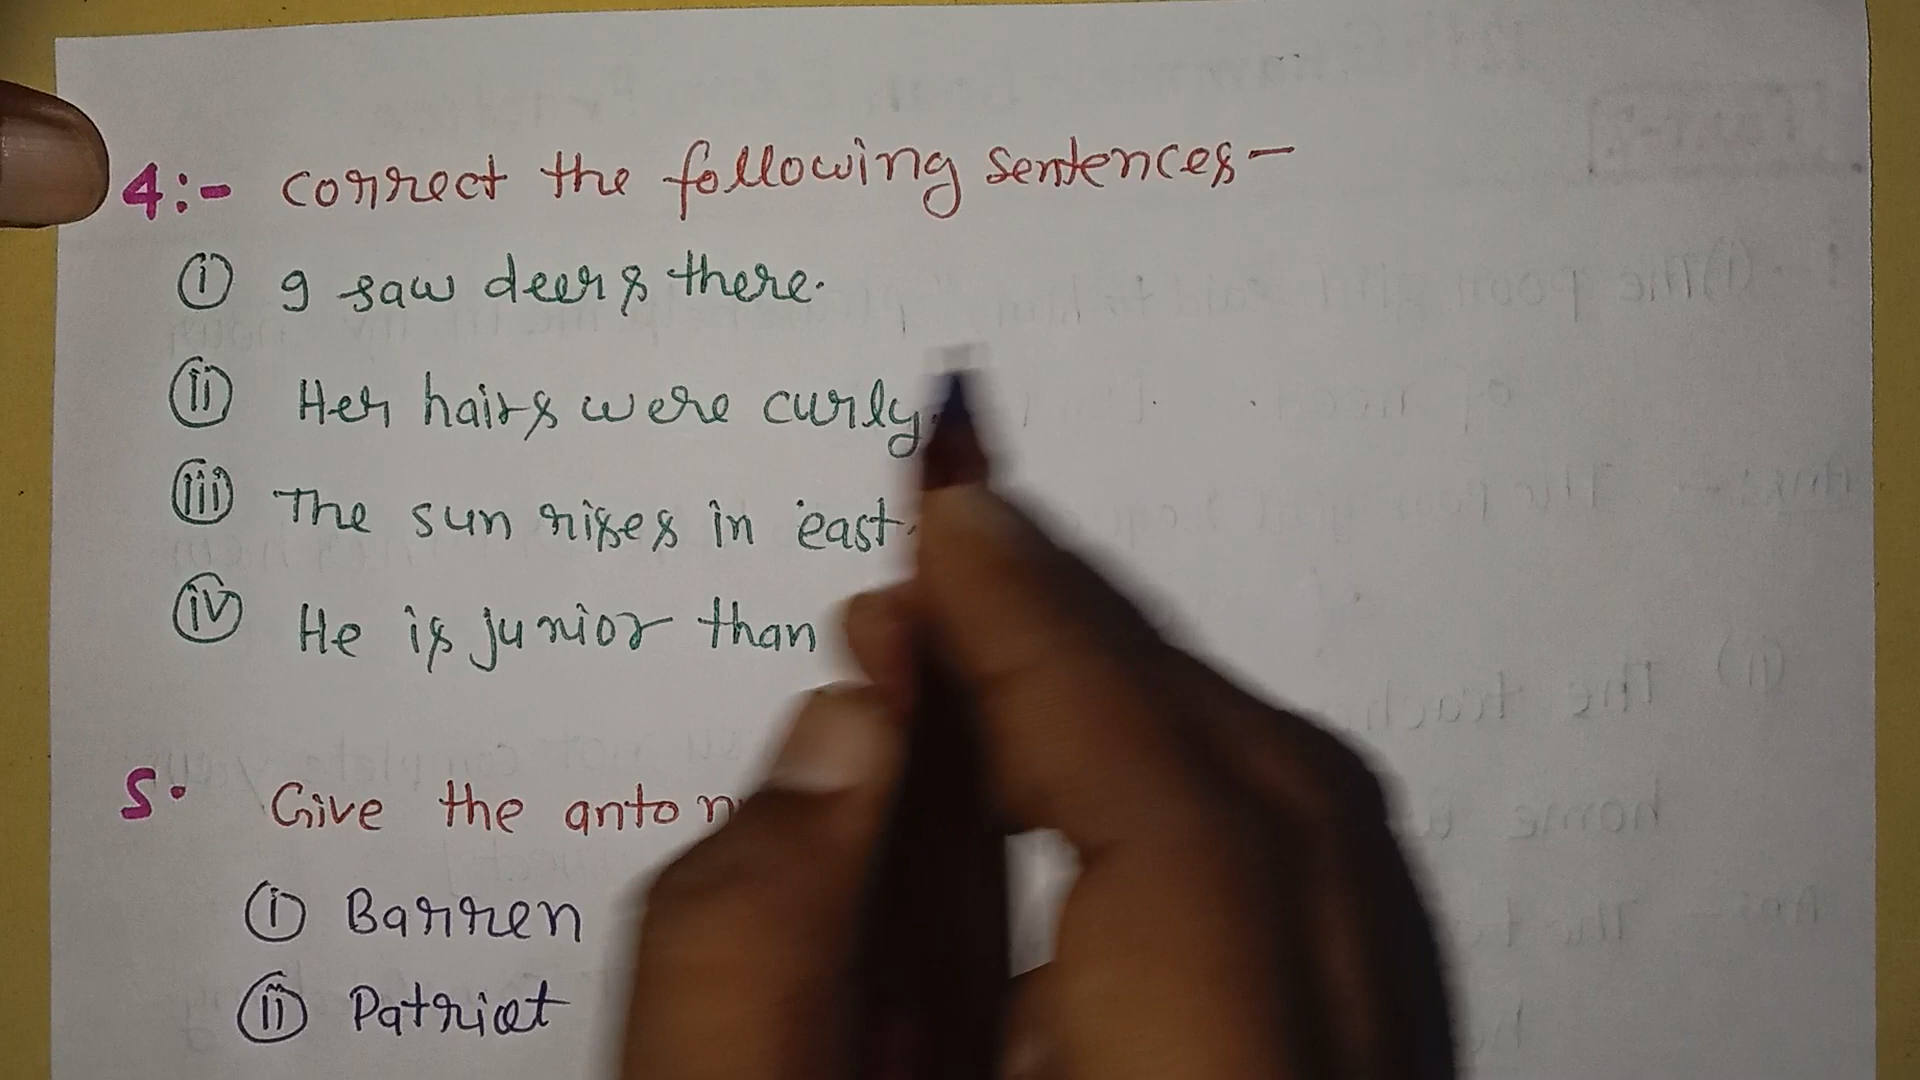 4:- correct the following sentences-
(i) I saw deers there.
(ii) Her hairs were curly.
(iii) The sun rises in east.
(iv) He is junior than
5. Give the
(i) Barren
(ii) Patriot